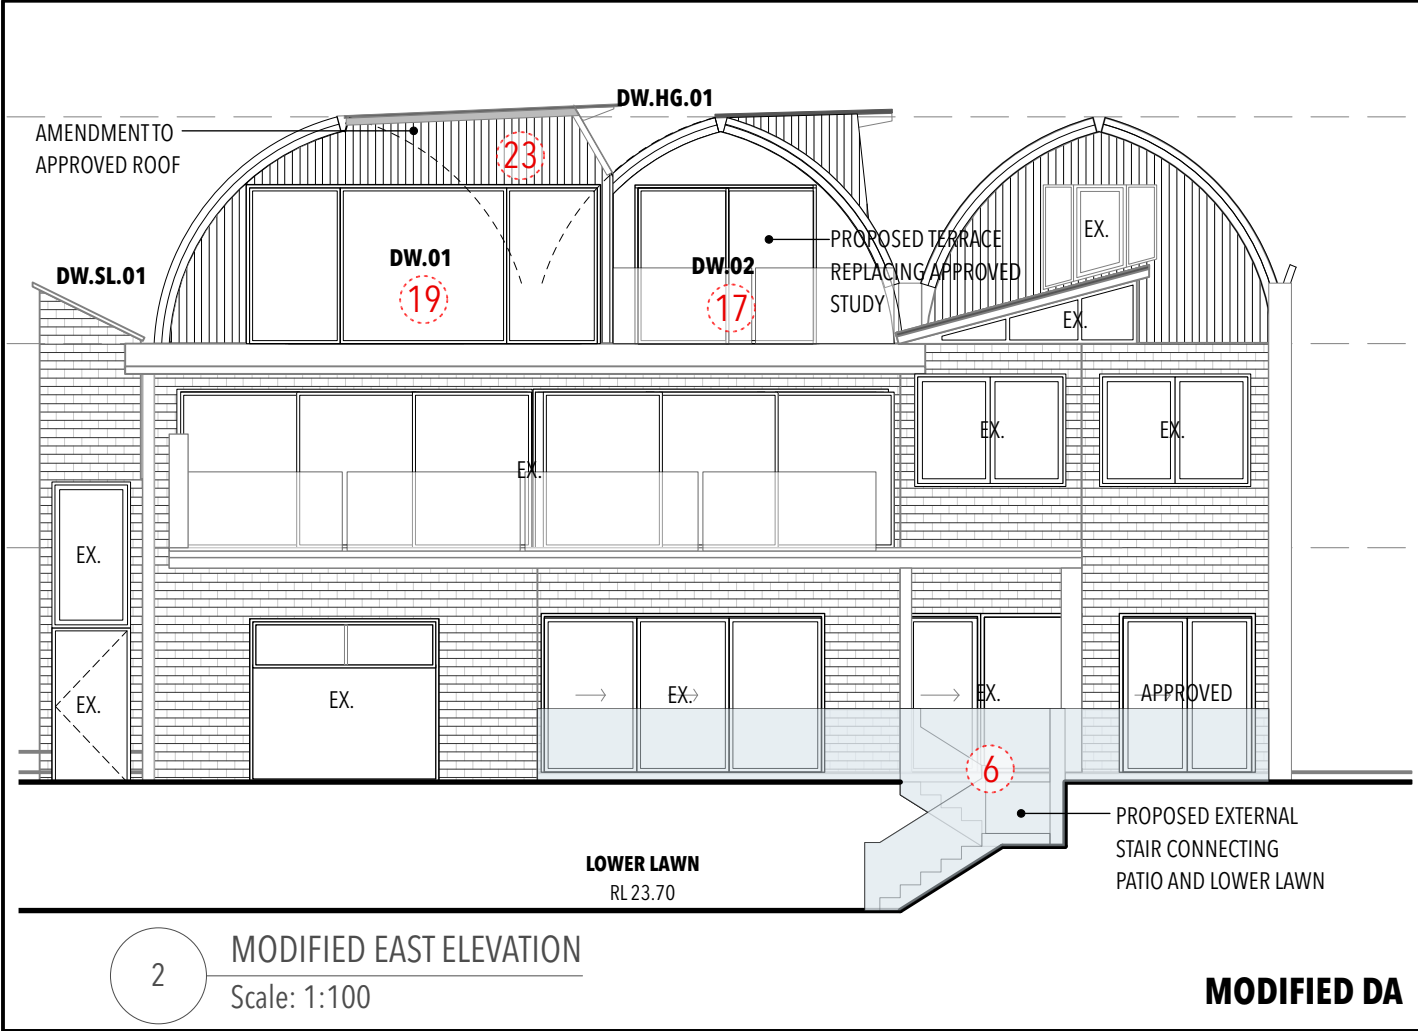 DW.HG.01
AMENDMENT TO
APPROVED ROOF
23
DW.SL.01
DW.01
19
DW.02
17
PROPOSED TERRACE
REPLACING APPROVED
STUDY
EX.
EX.
EX.
EX.
EX.
EX.
EX.
EX.
EX.
EX.
APPROVED
6
PROPOSED EXTERNAL
STAIR CONNECTING
PATIO AND LOWER LAWN
LOWER LAWN
RL 23.70
2
MODIFIED EAST ELEVATION
Scale: 1:100
MODIFIED DA